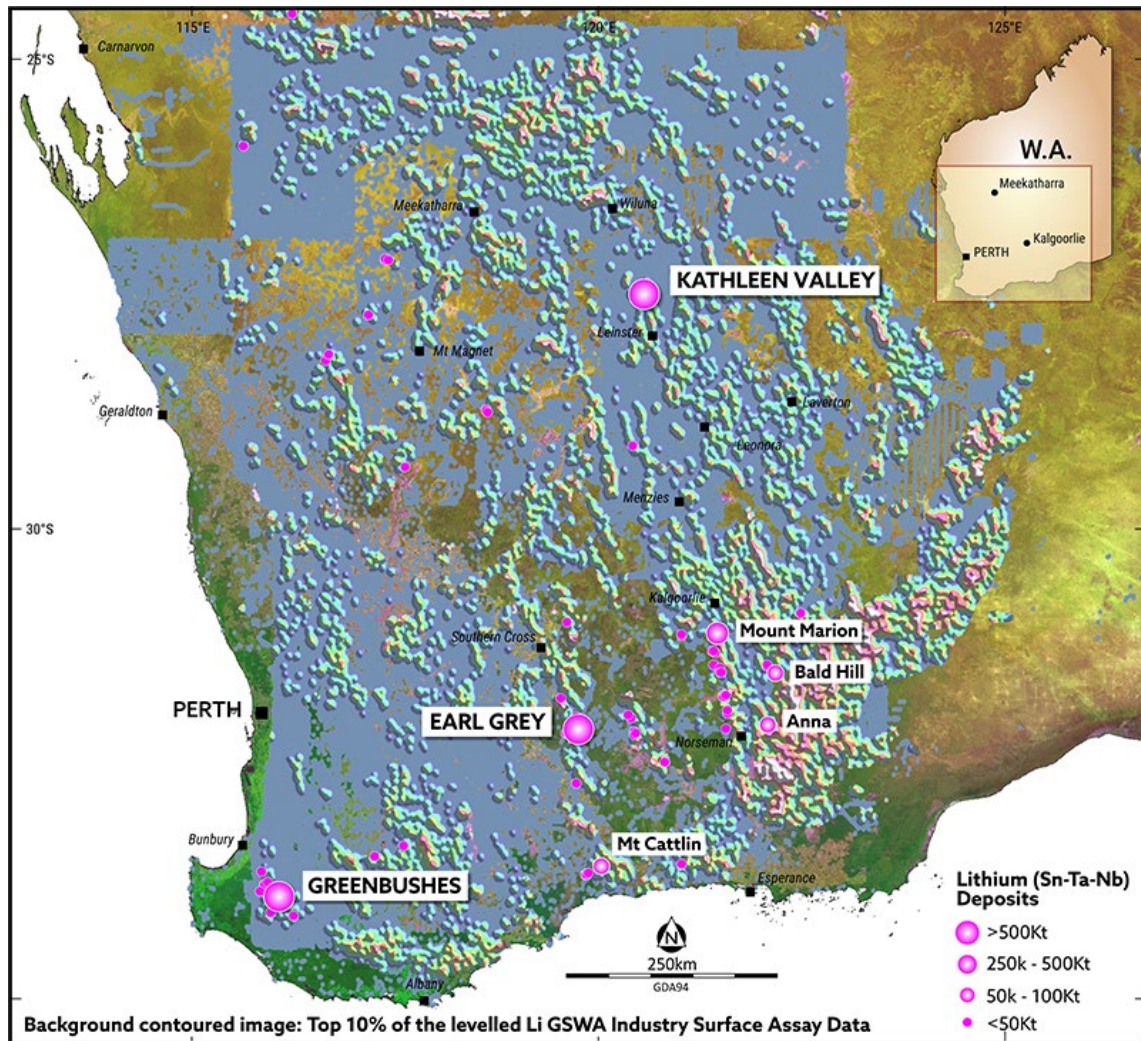 115°E
120°E
125°E
Carnarvon
25°S
W.A.
Meekatharra
Kalgoorlie
PERTH
Meekatharra
Wiluna
KATHLEEN VALLEY
Leinster
Mt Magnet
Geraldton
Laverton
Leonora
Menzies
30°S
Kalgoorlie
Southern Cross
Mount Marion
Bald Hill
PERTH
EARL GREY
Anna
Norseman
Bunbury
Mt Cattlin
GREENBUSHES
Esperance
Lithium (Sn-Ta-Nb)
Deposits
>500Kt
250k - 500Kt
50k - 100Kt
<50Kt
N
250km
GDA94
Albany
Background contoured image: Top 10% of the levelled Li GSWA Industry Surface Assay Data